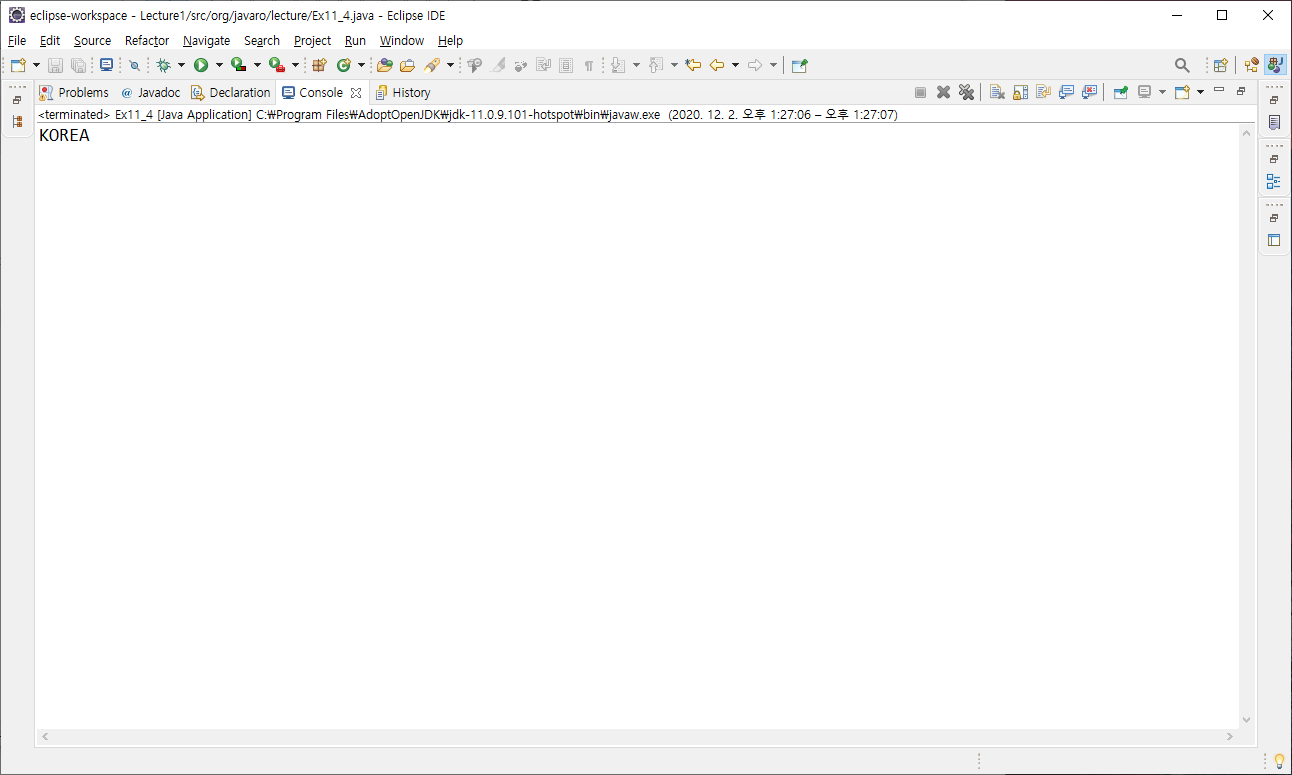 eclipse-workspace - Lecture1/src/org/javaro/lecture/Ex11_4.java - Eclipse IDE
File Edit Source Refactor Navigate Search Project Run Window Help
Problems @ Javadoc Declaration Console History
<terminated> Ex11_4 [Java Application] C:₩Program Files₩AdoptOpenJDK₩jdk-11.0.9.101-hotspot₩bin₩javaw.exe (2020. 12. 2. 오후 1:27:06 – 오후 1:27:07)
KOREA